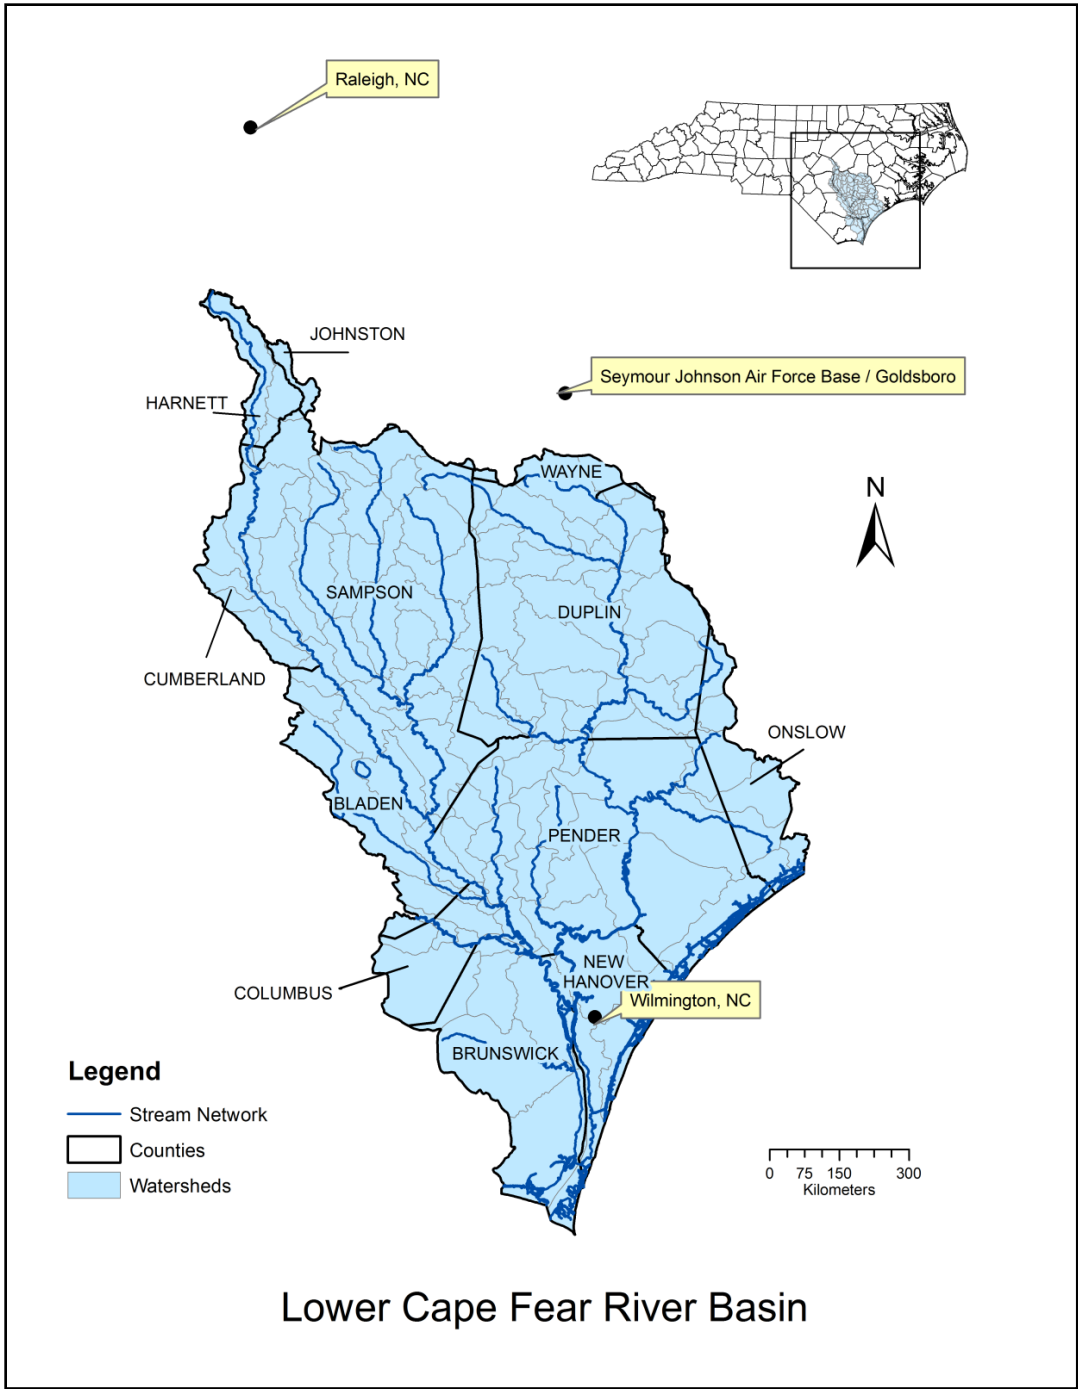 Raleigh, NC
JOHNSTON
Seymour Johnson Air Force Base / Goldsboro
HARNETT
WAYNE
N
SAMPSON
DUPLIN
CUMBERLAND
ONSLOW
BLADEN
PENDER
NEW
HANOVER
COLUMBUS
Wilmington, NC
BRUNSWICK
Legend
Stream Network
Counties
Watersheds
0 75 150 300
Kilometers
Lower Cape Fear River Basin